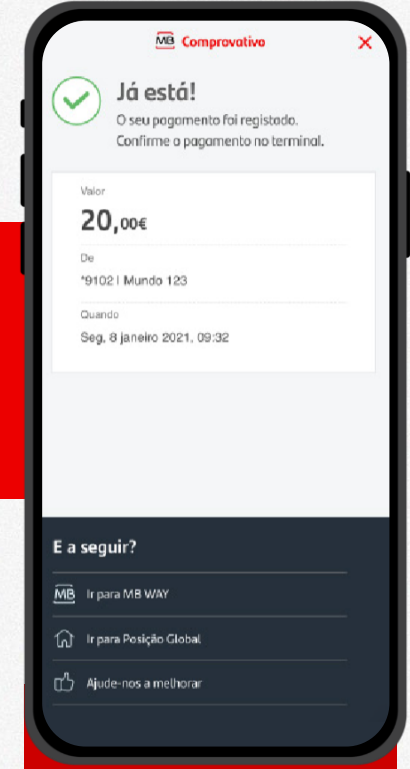 MB Comprovativo
Já está!
O seu pagamento foi registado.
Confirme o pagamento no terminal.
Valor
20,00€
De
*9102 | Mundo 123
Quando
Seg, 8 janeiro 2021, 09:32
E a seguir?
MB Ir para MB WAY
Ir para Posição Global
Ajude-nos a melhorar